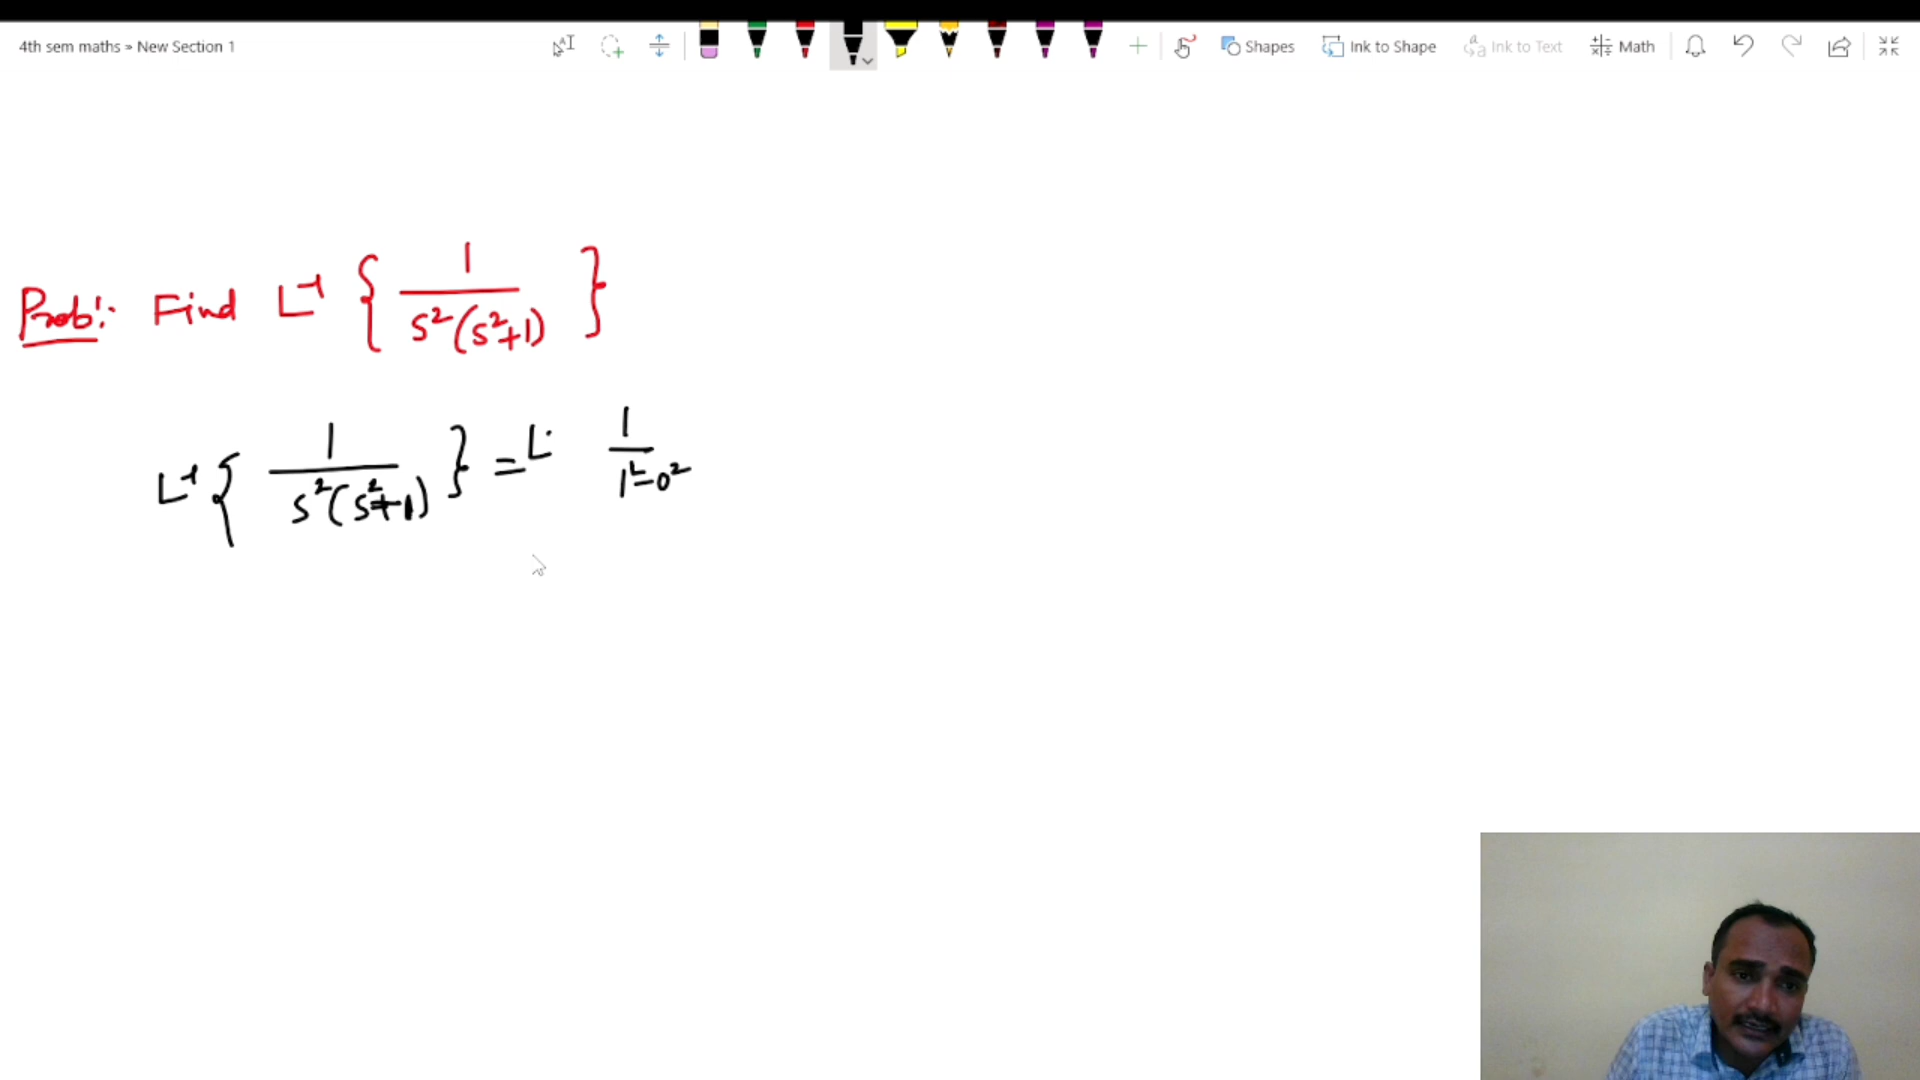 4th sem maths » New Section 1
Shapes Ink to Shape Ink to Text Math
Prob:- Find L⁻¹ { 1 / s²(s²+1) }
L⁻¹ { 1 / s²(s²+1) } = L⁻ 1 / 1²-0²